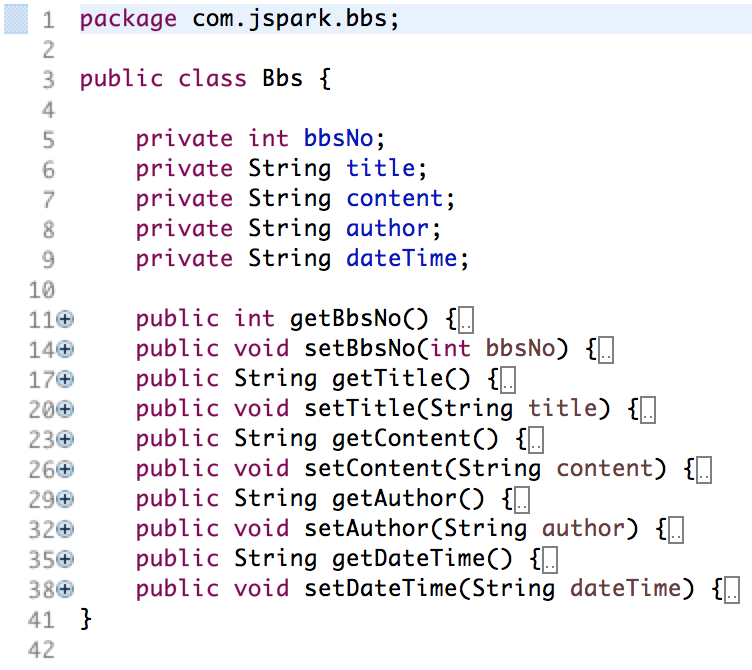 1 package com.jspark.bbs;
2
3 public class Bbs {
4
5 private int bbsNo;
6 private String title;
7 private String content;
8 private String author;
9 private String dateTime;
10
11 public int getBbsNo() {..
14 public void setBbsNo(int bbsNo) {..
17 public String getTitle() {..
20 public void setTitle(String title) {..
23 public String getContent() {..
26 public void setContent(String content) {..
29 public String getAuthor() {..
32 public void setAuthor(String author) {..
35 public String getDateTime() {..
38 public void setDateTime(String dateTime) {..
41 }
42